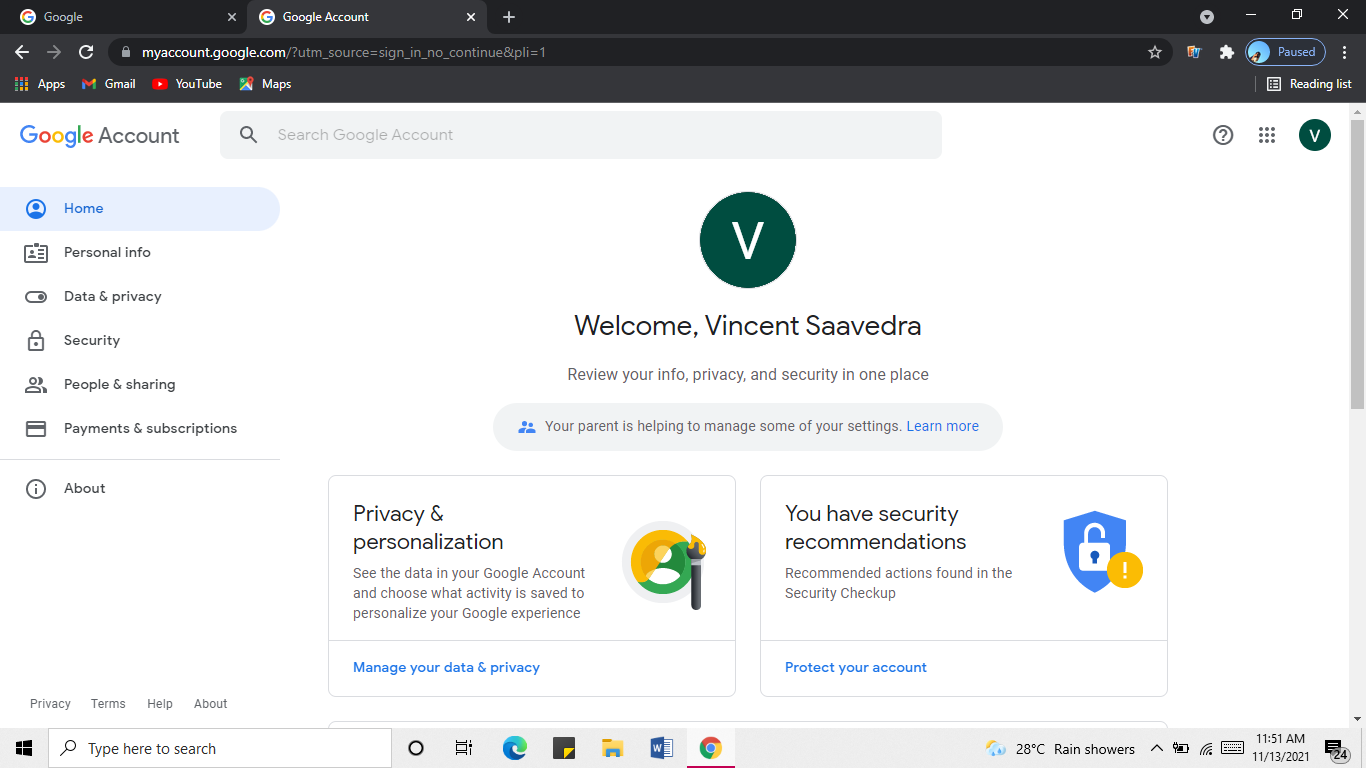 Google
Google Account
myaccount.google.com/?utm_source=sign_in_no_continue&pli=1
Paused
Apps
Gmail
YouTube
Maps
Reading list
Google Account
Search Google Account
V
Home
Personal info
Data & privacy
Security
People & sharing
Payments & subscriptions
About
V
Welcome, Vincent Saavedra
Review your info, privacy, and security in one place
Your parent is helping to manage some of your settings. Learn more
Privacy &
personalization
See the data in your Google Account
and choose what activity is saved to
personalize your Google experience
Manage your data & privacy
You have security
recommendations
Recommended actions found in the
Security Checkup
Protect your account
Privacy
Terms
Help
About
Type here to search
28°C Rain showers
11:51 AM
11/13/2021
24